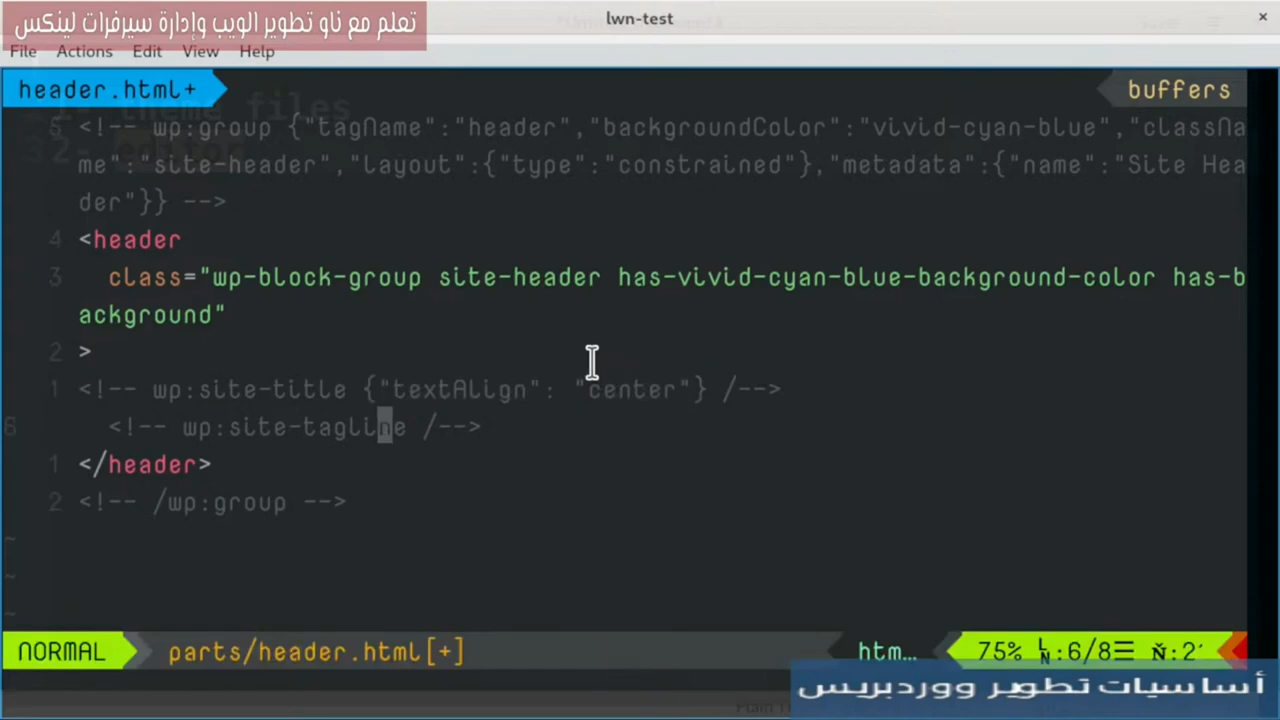 تعلم مع ناو تطوير الويب وإدارة سيرفرات لينكس
lwn-test
File Actions Edit View Help
header.html+
buffers
theme files
5 <!-- wp:group {"tagName":"header","backgroundColor":"vivid-cyan-blue","classNa
me":"site-header","layout":{"type":"constrained"},"metadata":{"name":"Site Hea
der"}} -->
4 <header
3 class="wp-block-group site-header has-vivid-cyan-blue-background-color has-b
ackground"
2 >
1 <!-- wp:site-title {"textAlign": "center"} /-->
6 <!-- wp:site-tagline /-->
1 </header>
2 <!-- /wp:group -->
~
~
~
NORMAL parts/header.html[+] htm… 75% ㏑:6/8☰
أساسيات تطوير ووردبريس